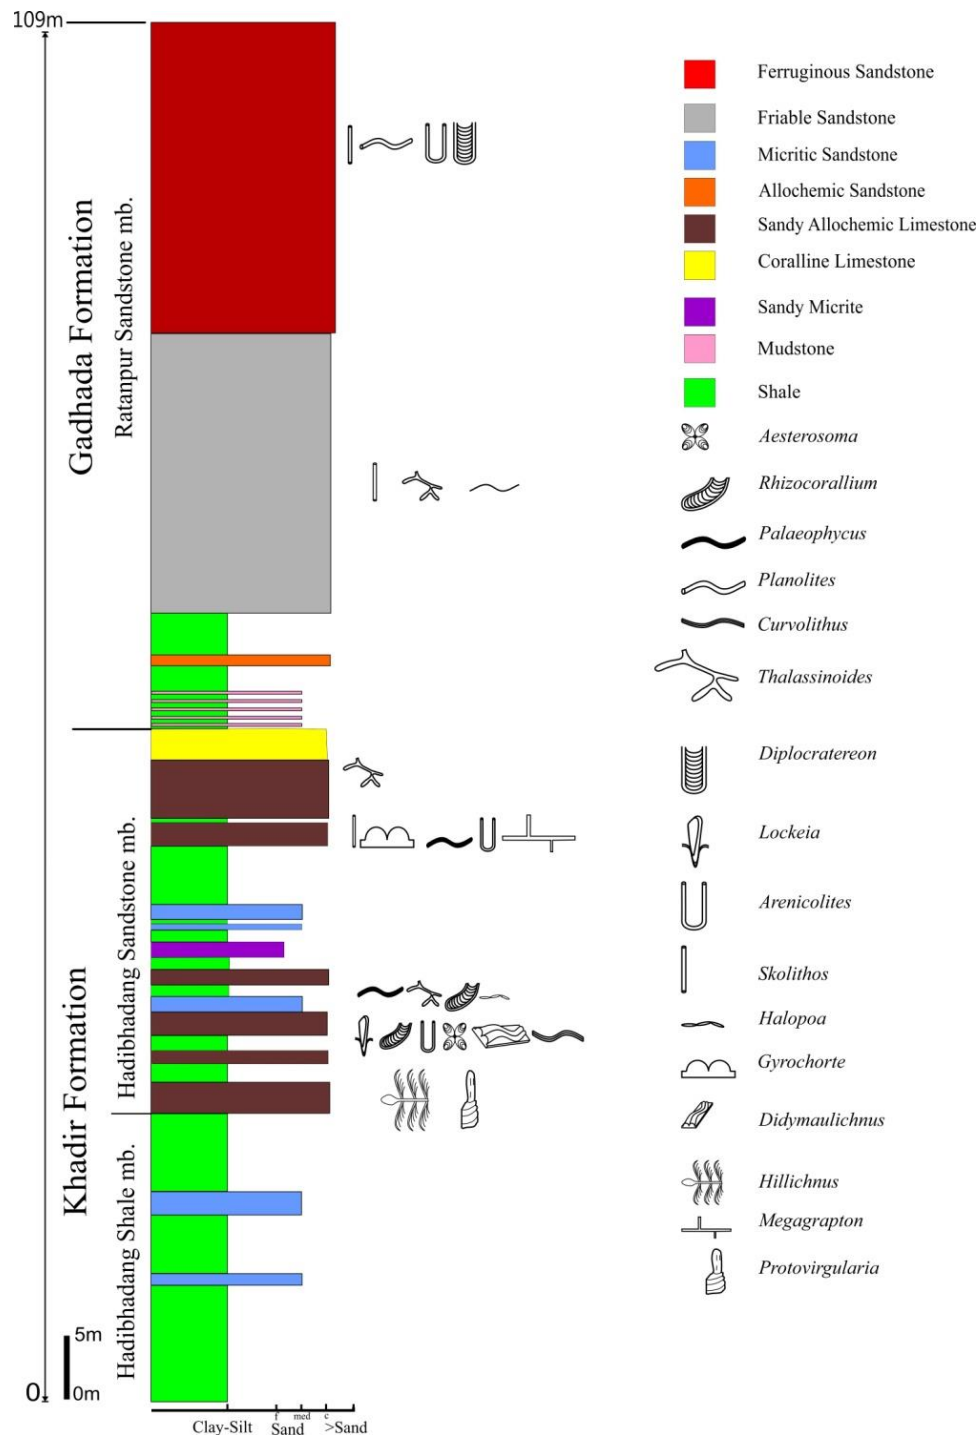 109m
Gadhada Formation
Ratanpur Sandstone mb.
Khadir Formation
Hadibhadang Sandstone mb.
Hadibhadang Shale mb.
5m
0m
0
f
med
c
Clay-Silt
Sand
>Sand
Ferruginous Sandstone
Friable Sandstone
Micritic Sandstone
Allochemic Sandstone
Sandy Allochemic Limestone
Coralline Limestone
Sandy Micrite
Mudstone
Shale
Aesterosoma
Rhizocorallium
Palaeophycus
Planolites
Curvolithus
Thalassinoides
Diplocratereon
Lockeia
Arenicolites
Skolithos
Halopoa
Gyrochorte
Didymaulichnus
Hillichnus
Megagrapton
Protovirgularia